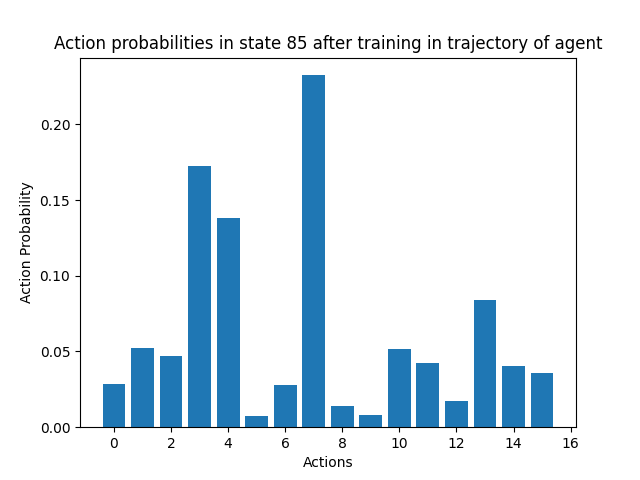 Action probabilities in state 85 after training in trajectory of agent
0.20
0.15
0.10
0.05
0.00
Action Probability
0 2 4 6 8 10 12 14 16
Actions